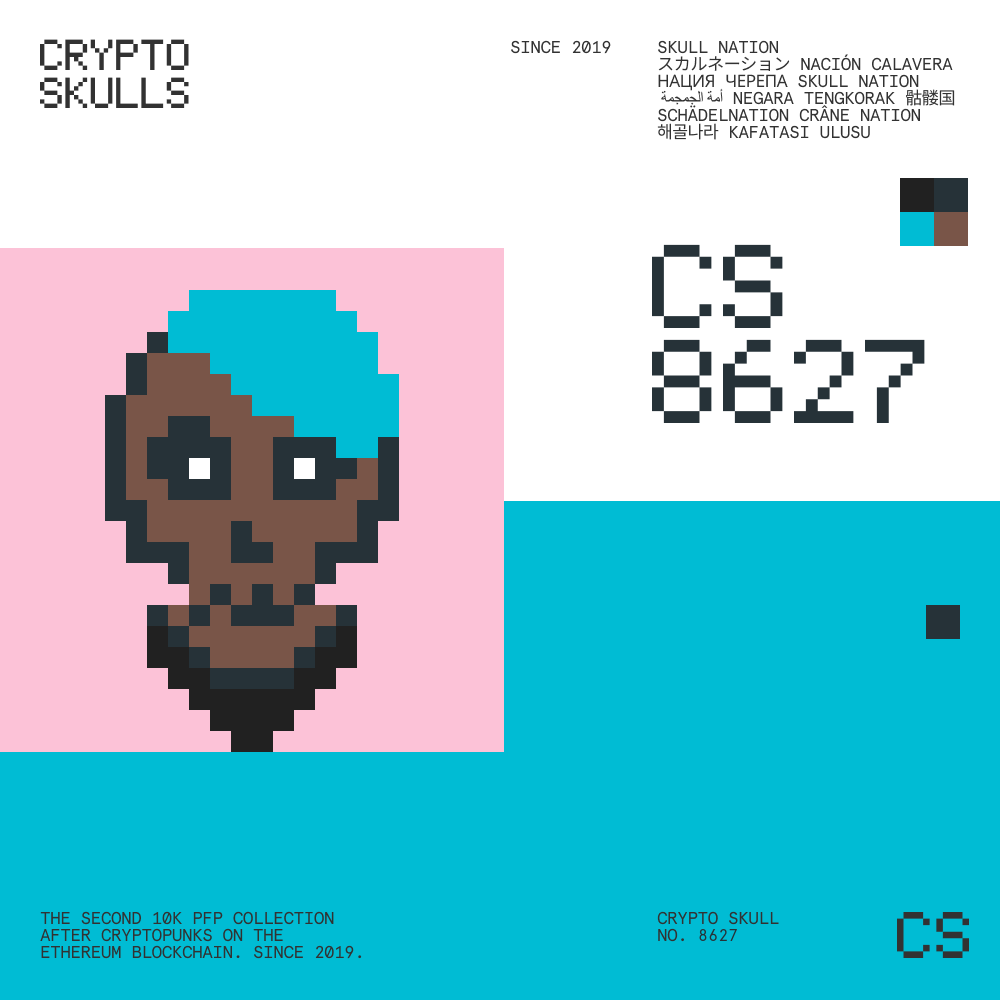 CRYPTO
SKULLS
SINCE 2019
SKULL NATION
スカルネーション NACIÓN CALAVERA
НАЦИЯ ЧЕРЕПА SKULL NATION
أمة الجمجمة NEGARA TENGKORAK 骷髅国
SCHÄDELNATION CRÂNE NATION
해골나라 KAFATASI ULUSU
CS
8627
THE SECOND 10K PFP COLLECTION
AFTER CRYPTOPUNKS ON THE
ETHEREUM BLOCKCHAIN. SINCE 2019.
CRYPTO SKULL
NO. 8627
CS